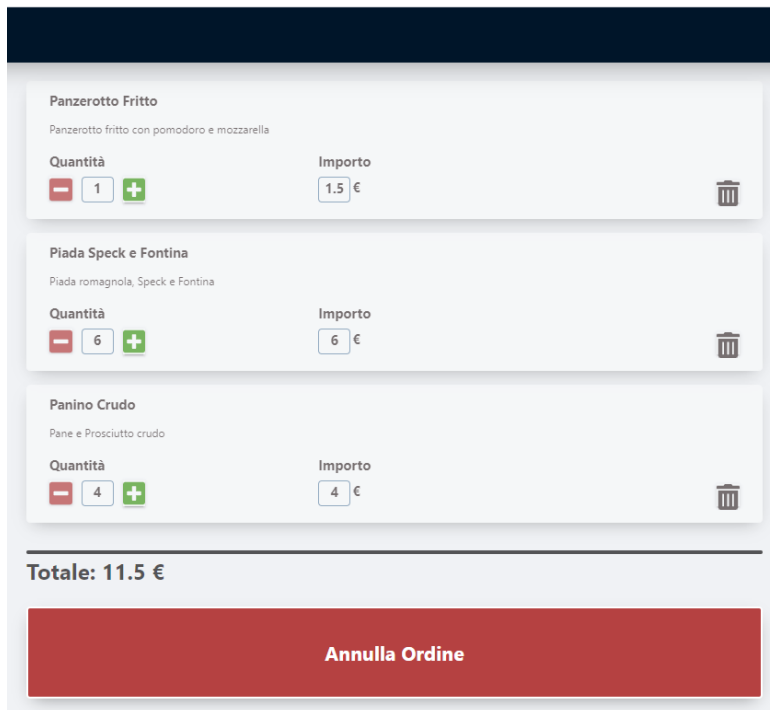 Panzerotto Fritto
Panzerotto fritto con pomodoro e mozzarella
Quantità Importo
1 1.5 €
Piada Speck e Fontina
Piada romagnola, Speck e Fontina
Quantità Importo
6 6 €
Panino Crudo
Pane e Prosciutto crudo
Quantità Importo
4 4 €
Totale: 11.5 €
Annulla Ordine